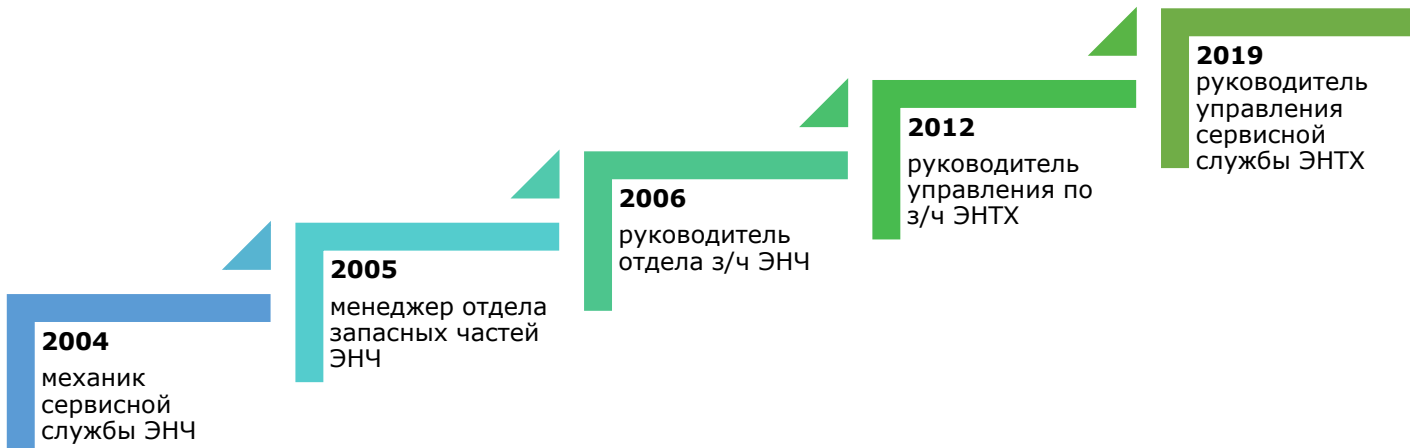 2004
механик
сервисной
службы ЭНЧ
2005
менеджер отдела
запасных частей
ЭНЧ
2006
руководитель
отдела з/ч ЭНЧ
2012
руководитель
управления по
з/ч ЭНТХ
2019
руководитель
управления
сервисной
службы ЭНТХ